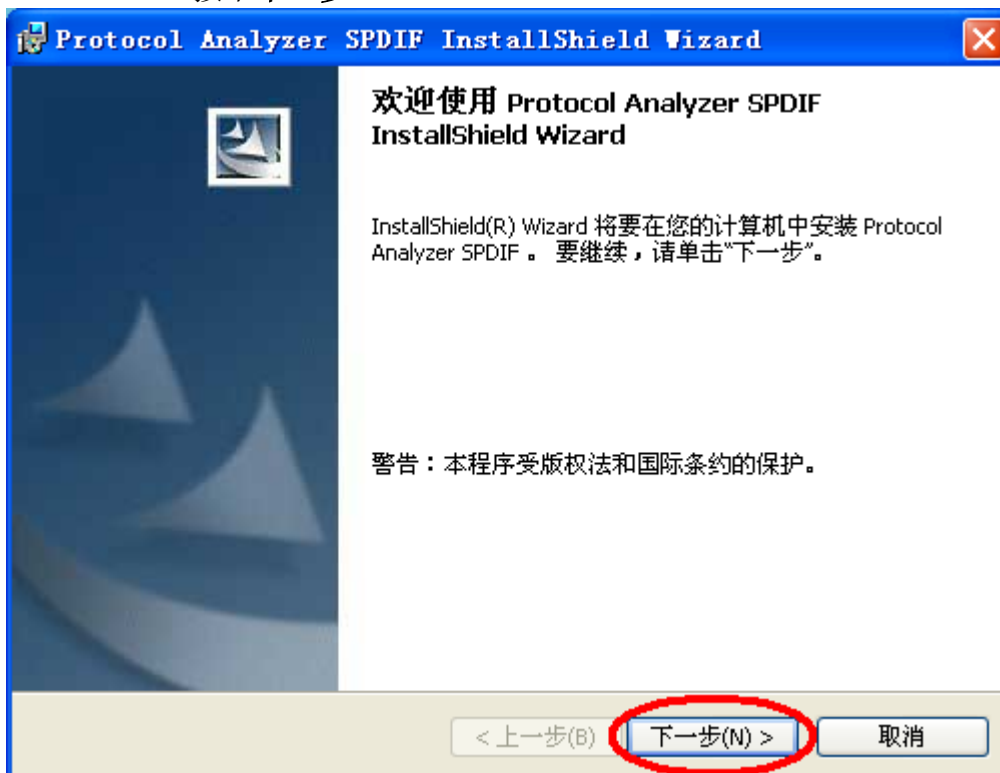 Protocol Analyzer SPDIF InstallShield Wizard
欢迎使用 Protocol Analyzer SPDIF
InstallShield Wizard
InstallShield(R) Wizard 将要在您的计算机中安装 Protocol
Analyzer SPDIF 。 要继续，请单击“下一步”。
警告：本程序受版权法和国际条约的保护。
< 上一步(B)
下一步(N) >
取消